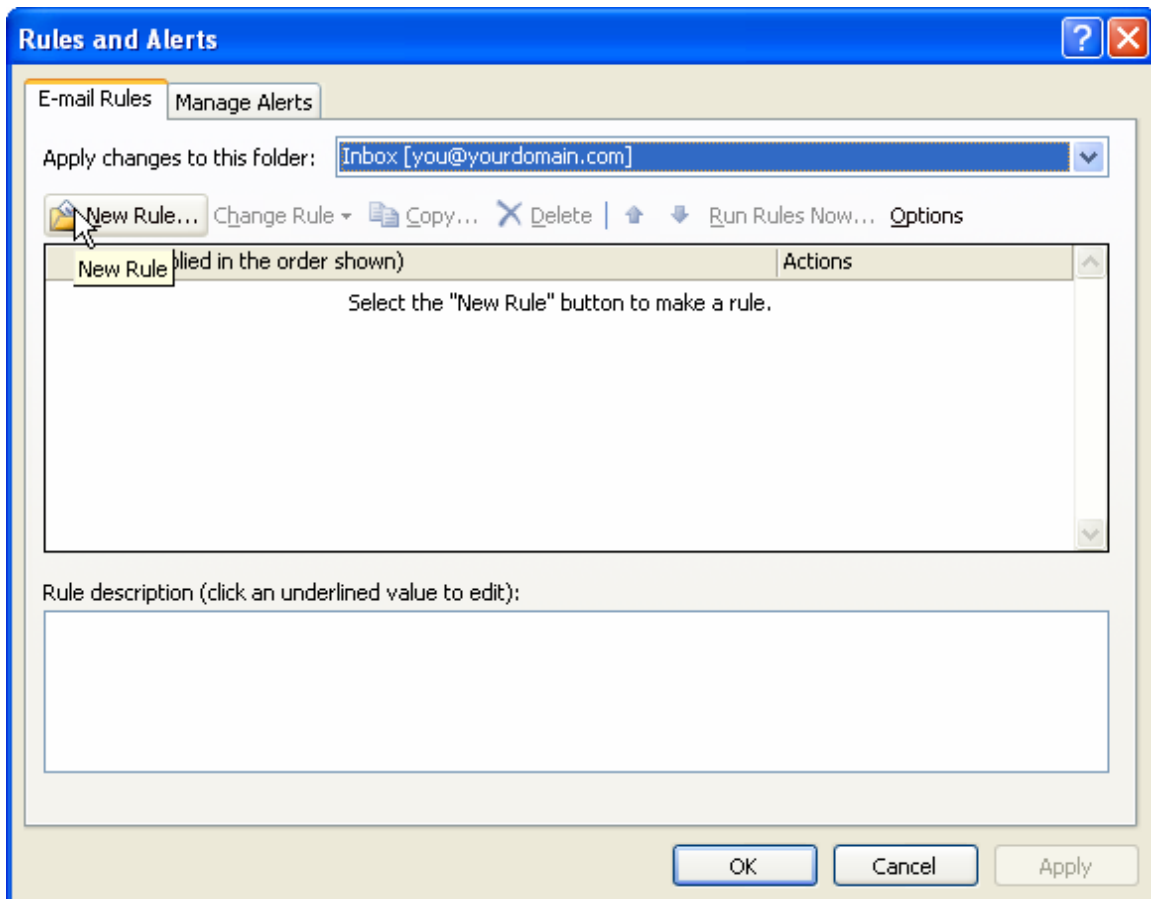 Rules and Alerts
E-mail Rules Manage Alerts
Apply changes to this folder: Inbox [you@yourdomain.com]
New Rule... Change Rule Copy... Delete Run Rules Now... Options
New Rule
plied in the order shown) Actions
Select the "New Rule" button to make a rule.
Rule description (click an underlined value to edit):
OK Cancel Apply